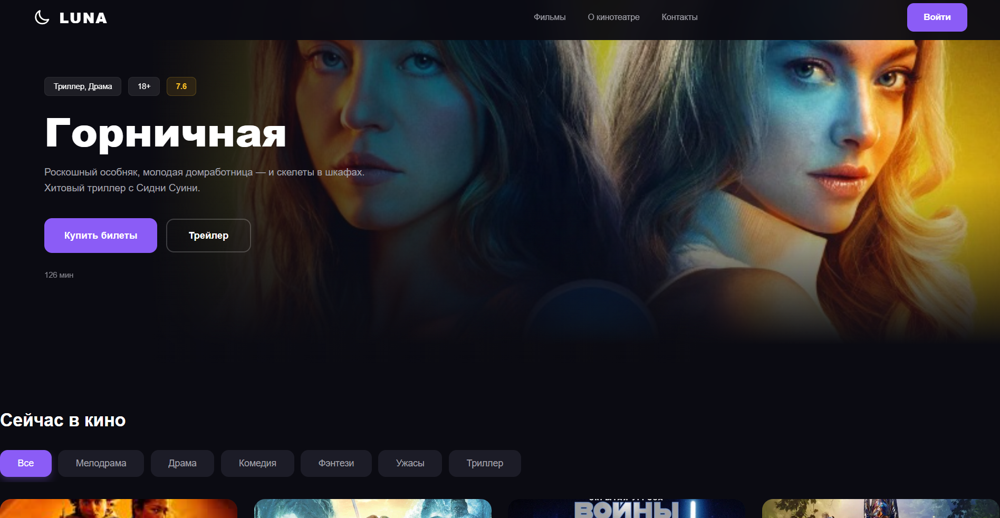 LUNA
Фильмы
О кинотеатре
Контакты
Войти
Триллер, Драма
18+
7.6
Горничная
Роскошный особняк, молодая домработница — и скелеты в шкафах.
Хитовый триллер с Сидни Суини.
Купить билеты
Трейлер
126 мин
Сейчас в кино
Все
Мелодрама
Драма
Комедия
Фэнтези
Ужасы
Триллер
ВОЙНЫ